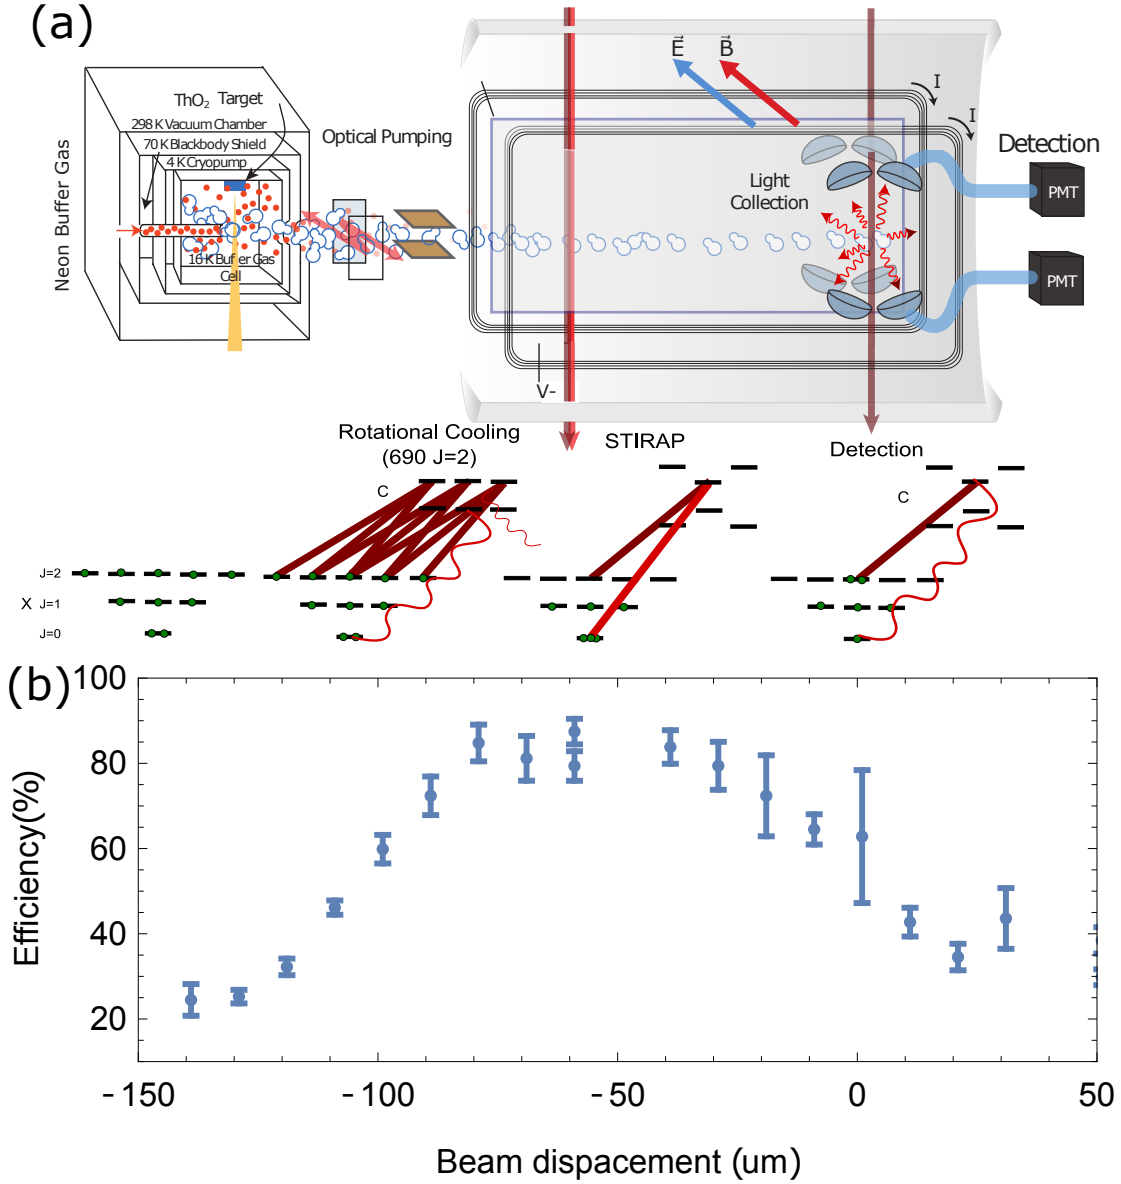 (a)
ThO₂ Target
298 K Vacuum Chamber
70 K Blackbody Shield
4 K Cryopump
16 K Buf er Gas
Cell
Neon Buffer Gas
Optical Pumping
E
B
I
I
Light
Collection
Detection
PMT
PMT
V-
Rotational Cooling
(690 J=2)
STIRAP
Detection
C
C
J=2
X J=1
J=0
(b)
100
80
60
40
20
Efficiency(%)
-150
-100
-50
0
50
Beam dispacement (um)